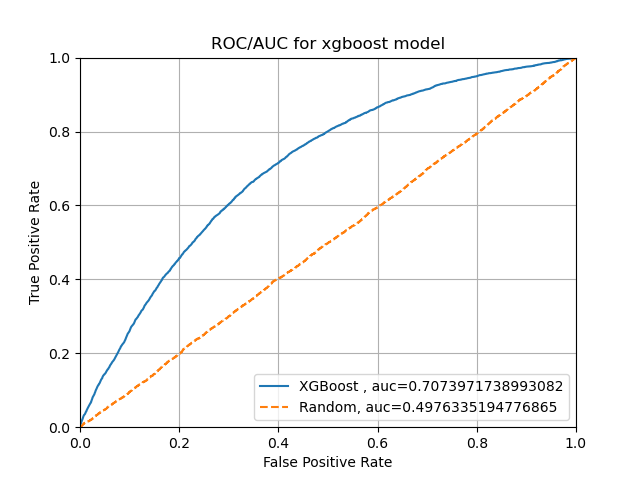 ROC/AUC for xgboost model
1.0
0.8
0.6
0.4
0.2
0.0
True Positive Rate
XGBoost , auc=0.7073971738993082
Random, auc=0.4976335194776865
0.0 0.2 0.4 0.6 0.8 1.0
False Positive Rate